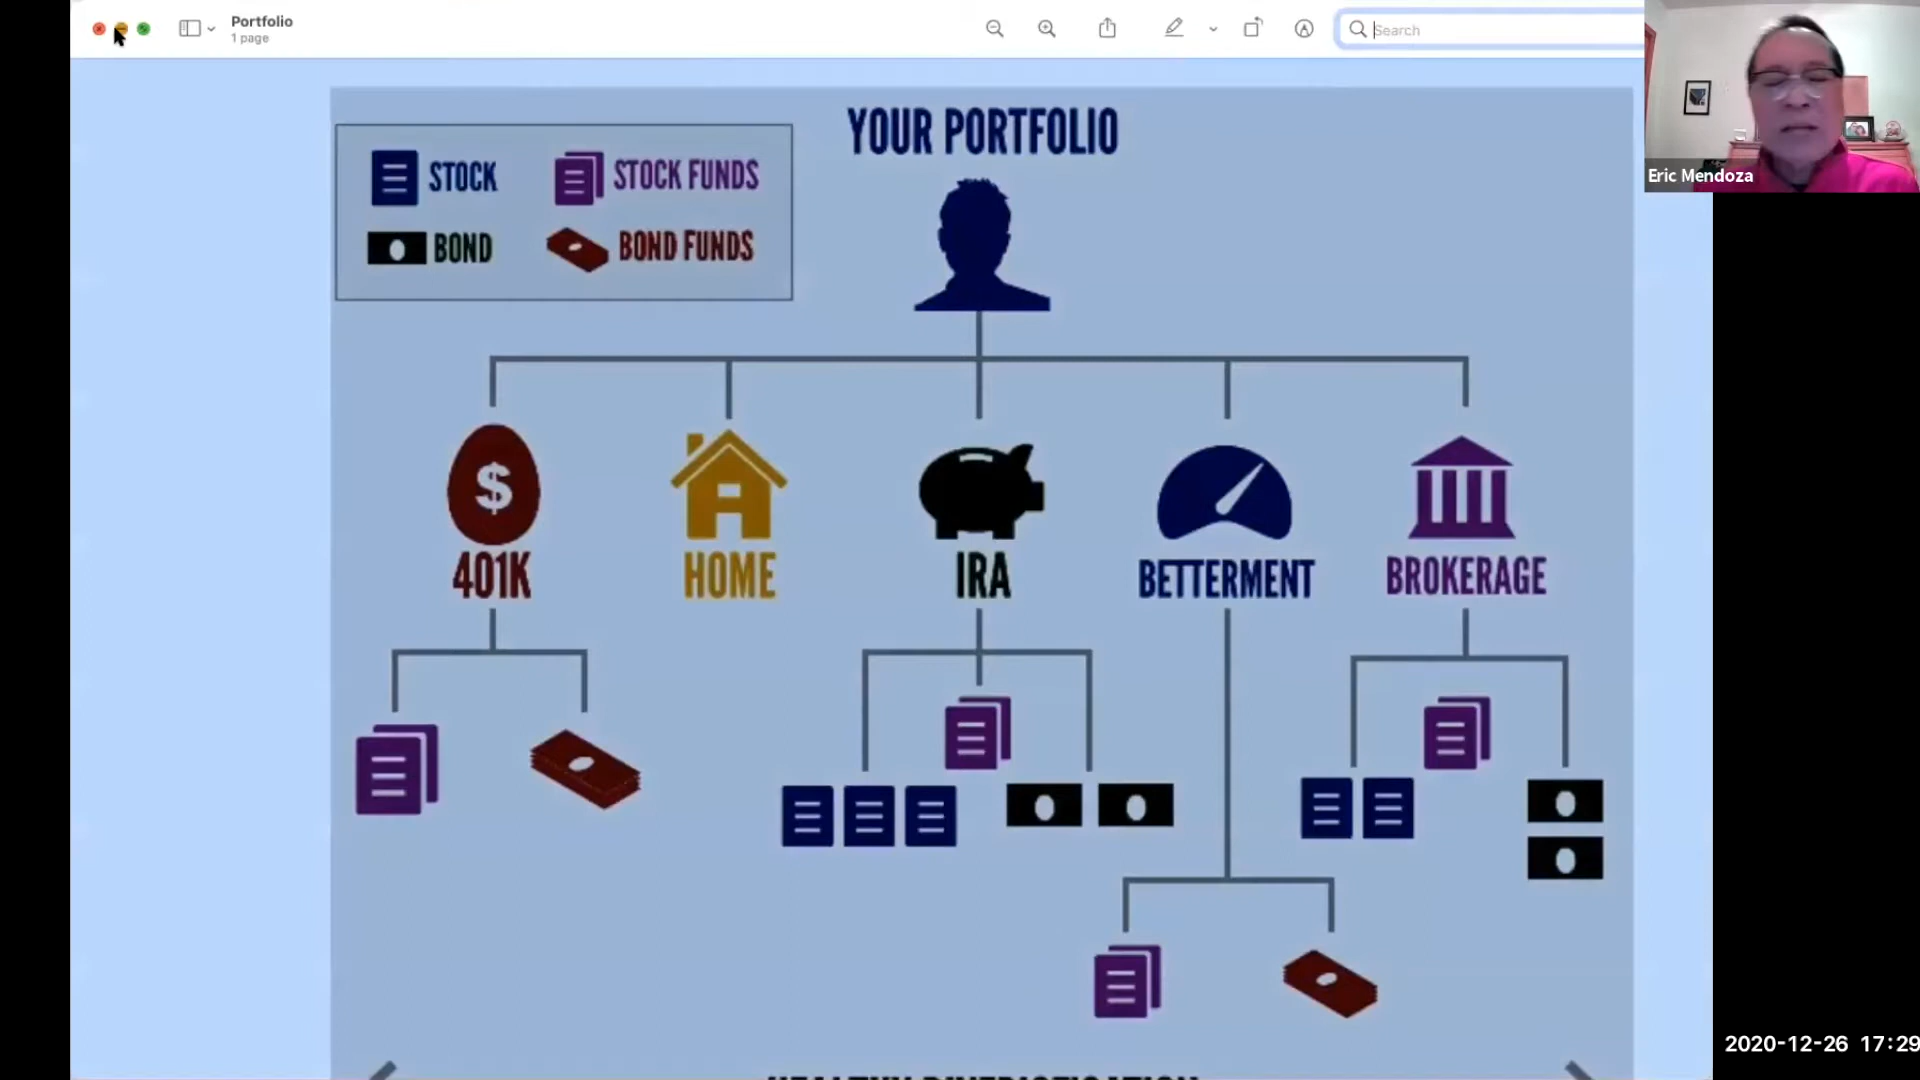 Portfolio
1 page
Search
Eric Mendoza
YOUR PORTFOLIO
STOCK
STOCK FUNDS
BOND
BOND FUNDS
$
401K
HOME
IRA
BETTERMENT
BROKERAGE
2020-12-26 17:29